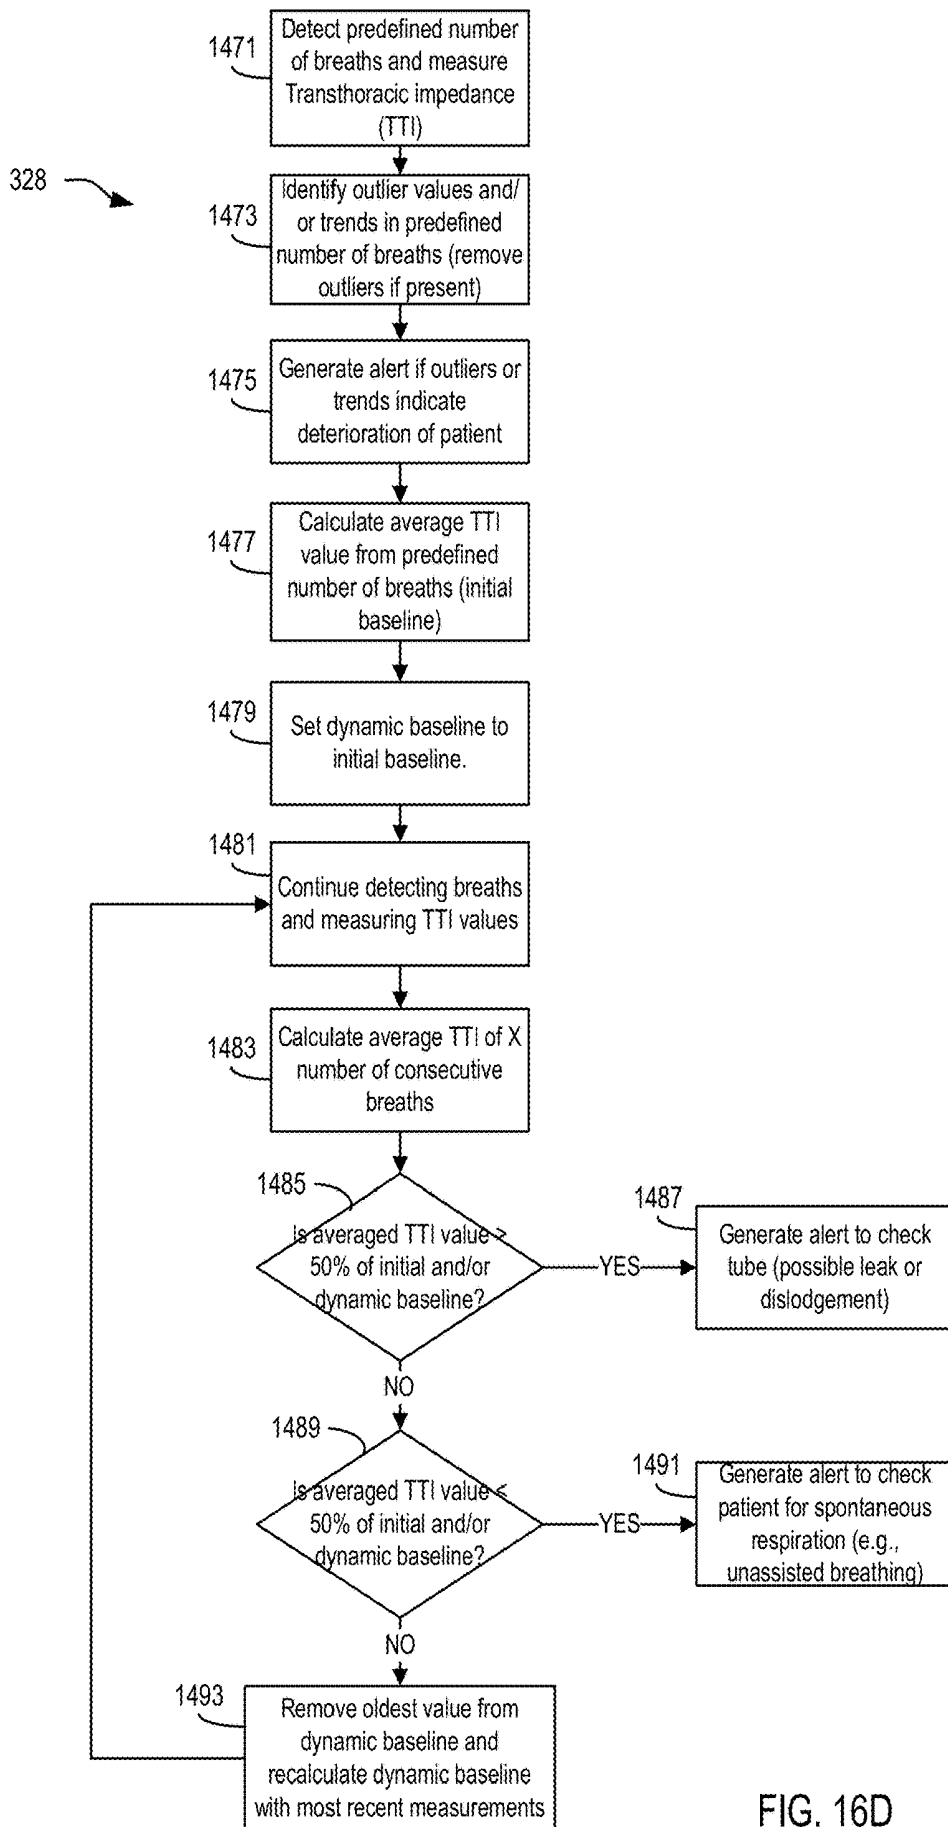 1471
Detect predefined number
of breaths and measure
Transthoracic impedance
(TTI)
328
1473
Identify outlier values and/
or trends in predefined
number of breaths (remove
outliers if present)
1475
Generate alert if outliers or
trends indicate
deterioration of patient
1477
Calculate average TTI
value from predefined
number of breaths (initial
baseline)
1479
Set dynamic baseline to
initial baseline.
1481
Continue detecting breaths
and measuring TTI values
1483
Calculate average TTI of X
number of consecutive
breaths
1485
Is averaged TTI value >
50% of initial and/or
dynamic baseline?
YES
1487
Generate alert to check
tube (possible leak or
dislodgement)
NO
1489
Is averaged TTI value <
50% of initial and/or
dynamic baseline?
YES
1491
Generate alert to check
patient for spontaneous
respiration (e.g.,
unassisted breathing)
NO
1493
Remove oldest value from
dynamic baseline and
recalculate dynamic baseline
with most recent measurements
FIG. 16D